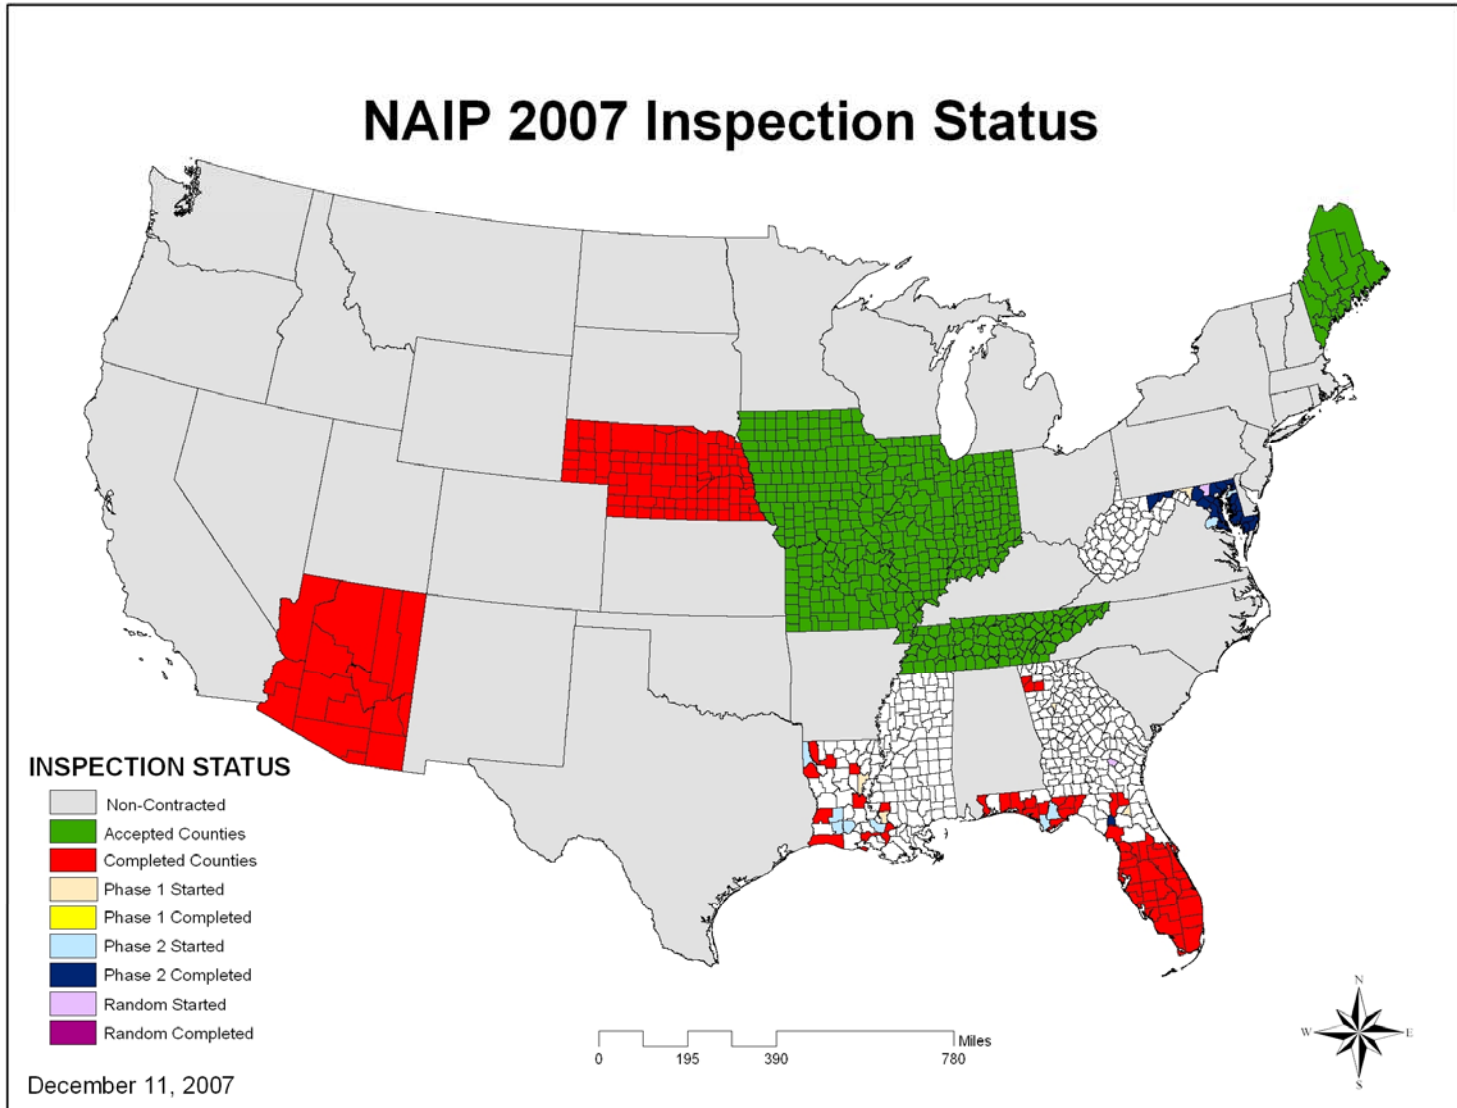 NAIP 2007 Inspection Status
INSPECTION STATUS
Non-Contracted
Accepted Counties
Completed Counties
Phase 1 Started
Phase 1 Completed
Phase 2 Started
Phase 2 Completed
Random Started
Random Completed
December 11, 2007
Miles
0 195 390 780
N
W E
S